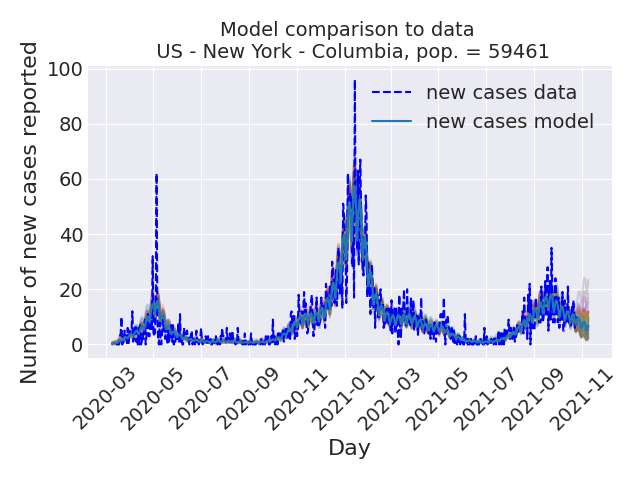 Model comparison to data
US - New York - Columbia, pop. = 59461
Number of new cases reported
100
80
60
40
20
0
new cases data
new cases model
2020-03
2020-05
2020-07
2020-09
2020-11
2021-01
2021-03
2021-05
2021-07
2021-09
2021-11
Day